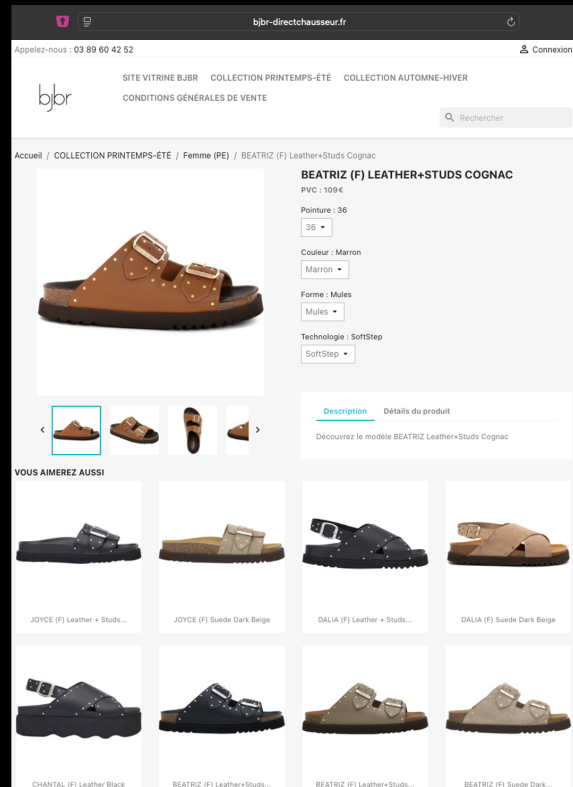 bjbr-directchausseur.fr
Appelez-nous : 03 89 60 42 52
Connexion
bjbr
SITE VITRINE BJBR COLLECTION PRINTEMPS-ÉTÉ COLLECTION AUTOMNE-HIVER
CONDITIONS GÉNÉRALES DE VENTE
Rechercher
Accueil / COLLECTION PRINTEMPS-ÉTÉ / Femme (PE) / BEATRIZ (F) Leather+Studs Cognac
BEATRIZ (F) LEATHER+STUDS COGNAC
PVC : 109€
Pointure : 36
36
Couleur : Marron
Marron
Forme : Mules
Mules
Technologie : SoftStep
SoftStep
Description Détails du produit
Découvrez le modèle BEATRIZ Leather+Studs Cognac
VOUS AIMEREZ AUSSI
JOYCE (F) Leather + Studs...
JOYCE (F) Suede Dark Beige
DALIA (F) Leather + Studs...
DALIA (F) Suede Dark Beige
CHANTAL (F) Leather Black
BEATRIZ (F) Leather+Studs...
BEATRIZ (F) Leather+Studs...
BEATRIZ (F) Suede Dark...